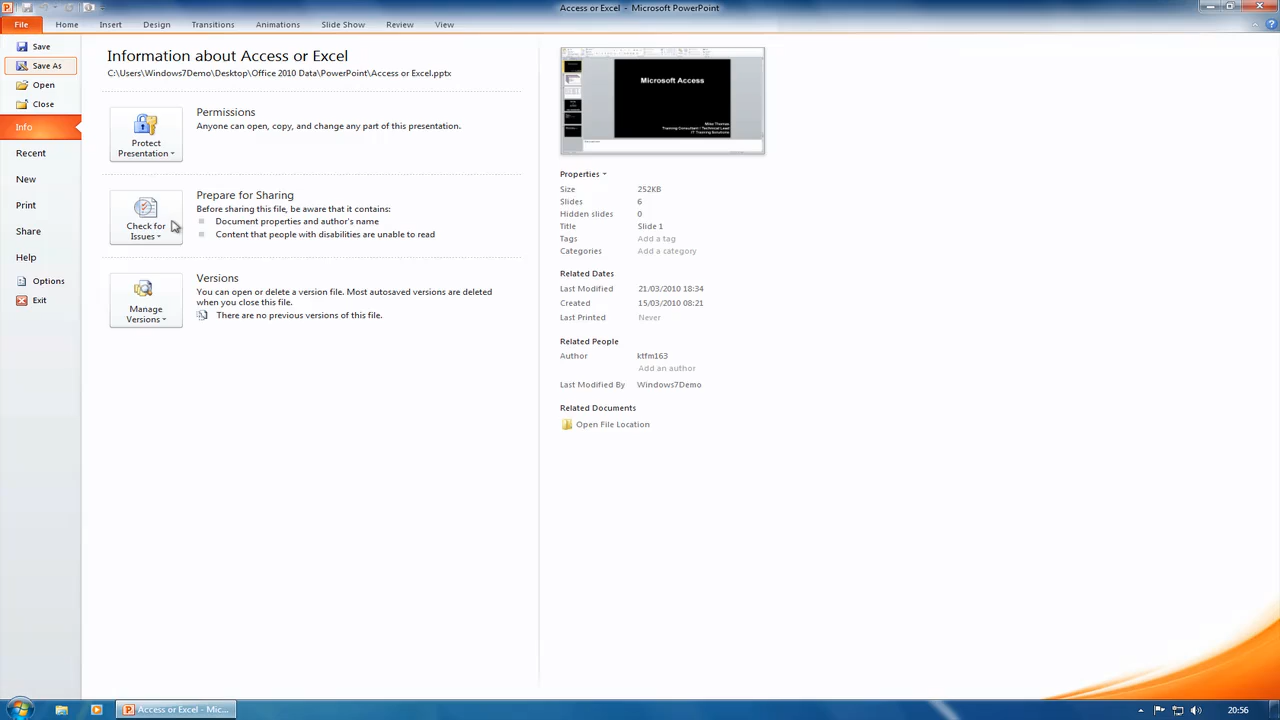 Access or Excel - Microsoft PowerPoint
File Home Insert Design Transitions Animations Slide Show Review View
Save
Save As
Open
Close
Info
Recent
New
Print
Share
Help
Options
Exit
Information about Access or Excel
C:\Users\Windows7Demo\Desktop\Office 2010 Data\PowerPoint\Access or Excel.pptx
Protect
Presentation
Permissions
Anyone can open, copy, and change any part of this presentation.
Check for
Issues
Prepare for Sharing
Before sharing this file, be aware that it contains:
Document properties and author's name
Content that people with disabilities are unable to read
Manage
Versions
Versions
You can open or delete a version file. Most autosaved versions are deleted
when you close this file.
There are no previous versions of this file.
Microsoft Access
Mike Thomas
Training Consultant / Technical Lead
IT Training Solutions
Properties
Size 252KB
Slides 6
Hidden slides 0
Title Slide 1
Tags Add a tag
Categories Add a category
Related Dates
Last Modified 21/03/2010 18:34
Created 15/03/2010 08:21
Last Printed Never
Related People
Author ktfm163
Add an author
Last Modified By Windows7Demo
Related Documents
Open File Location
Access or Excel - Mic...
20:56